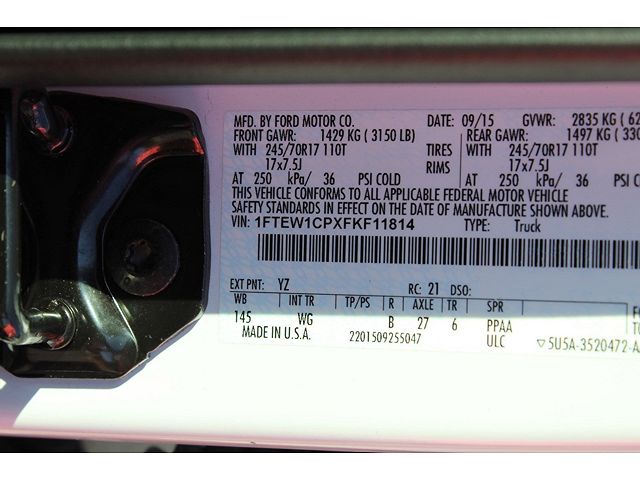 MFD. BY FORD MOTOR CO. DATE: 09/15 GVWR: 2835 KG ( 62
FRONT GAWR: 1429 KG ( 3150 LB) REAR GAWR: 1497 KG ( 330
WITH 245/70R17 110T TIRES WITH 245/70R17 110T
17x7.5J RIMS 17x7.5J
AT 250 kPa/ 36 PSI COLD AT 250 kPa/ 36 PSI COLD
THIS VEHICLE CONFORMS TO ALL APPLICABLE FEDERAL MOTOR VEHICLE
SAFETY STANDARDS IN EFFECT ON THE DATE OF MANUFACTURE SHOWN ABOVE.
VIN: 1FTEW1CPXFKF11814 TYPE: Truck
EXT PNT: YZ RC: 21 DSO:
WB INT TR TP/PS R AXLE TR SPR
145 WG B 27 6 PPAA
MADE IN U.S.A. 2201509255047 ULC ▽5U5A-3520472-A